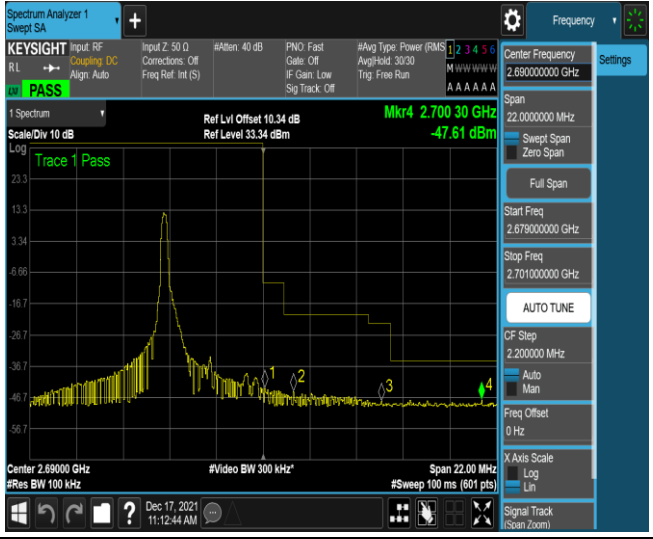 Spectrum Analyzer 1
Swept SA
Frequency
KEYSIGHT
Input: RF
Input Z: 50 Ω
#Atten: 40 dB
PNO: Fast
#Avg Type: Power (RMS
1 2 3 4 5 6
RL
Coupling: DC
Corrections: Off
Gate: Off
Avg|Hold: 30/30
M W W W W W
Align: Auto
Freq Ref: Int (S)
IF Gain: Low
Trig: Free Run
Sig Track: Off
A A A A A A
PASS
1 Spectrum
Ref Lvl Offset 10.34 dB
Mkr4 2.700 30 GHz
Scale/Div 10 dB
Ref Level 33.34 dBm
-47.61 dBm
Log
Trace 1 Pass
23.3
13.3
3.34
-6.66
-16.7
-26.7
-36.7
-46.7
-56.7
1
2
3
4
Center 2.69000 GHz
#Video BW 300 kHz*
Span 22.00 MHz
#Res BW 100 kHz
#Sweep 100 ms (601 pts)
?
Dec 17, 2021
11:12:44 AM
Settings
Center Frequency
2.690000000 GHz
Span
22.0000000 MHz
Swept Span
Zero Span
Full Span
Start Freq
2.679000000 GHz
Stop Freq
2.701000000 GHz
AUTO TUNE
CF Step
2.200000 MHz
Auto
Man
Freq Offset
0 Hz
X Axis Scale
Log
Lin
Signal Track
(Span Zoom)